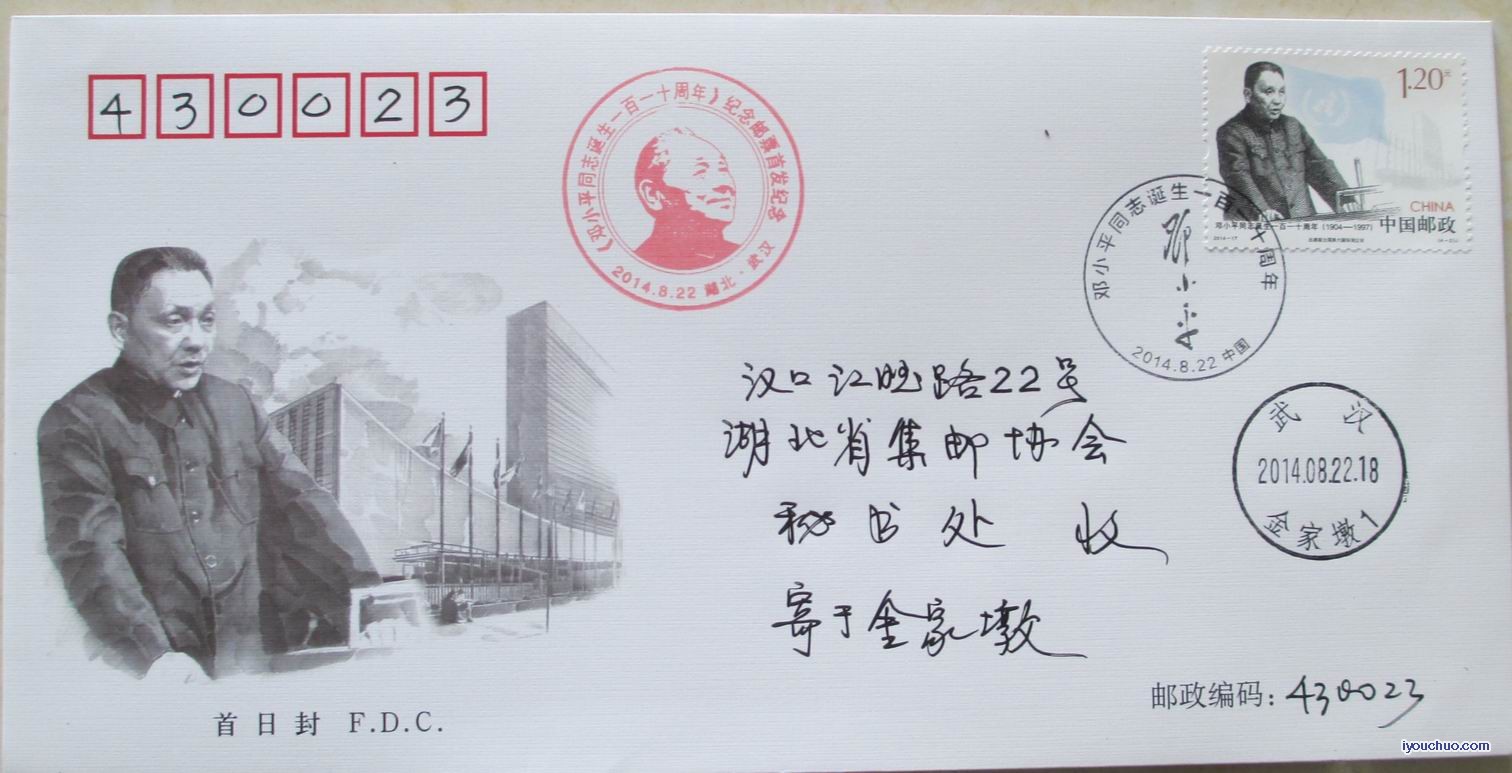 430023
《邓小平同志诞生一百一十周年》纪念邮票首发纪念
2014.8.22 湖北·武汉
1.20元
CHINA
中国邮政
邓小平同志诞生一百一十周年 (1904—1997)
2014-17
邓小平同志诞生一百一十周年
邓小平
2014.8.22 中国
汉口江晚路22号
湖北省集邮协会
秘书处 收
寄于金家墩
武汉
2014.08.22.18
金家墩1
邮政编码: 430023
首日封 F.D.C.
iyouchuo.com